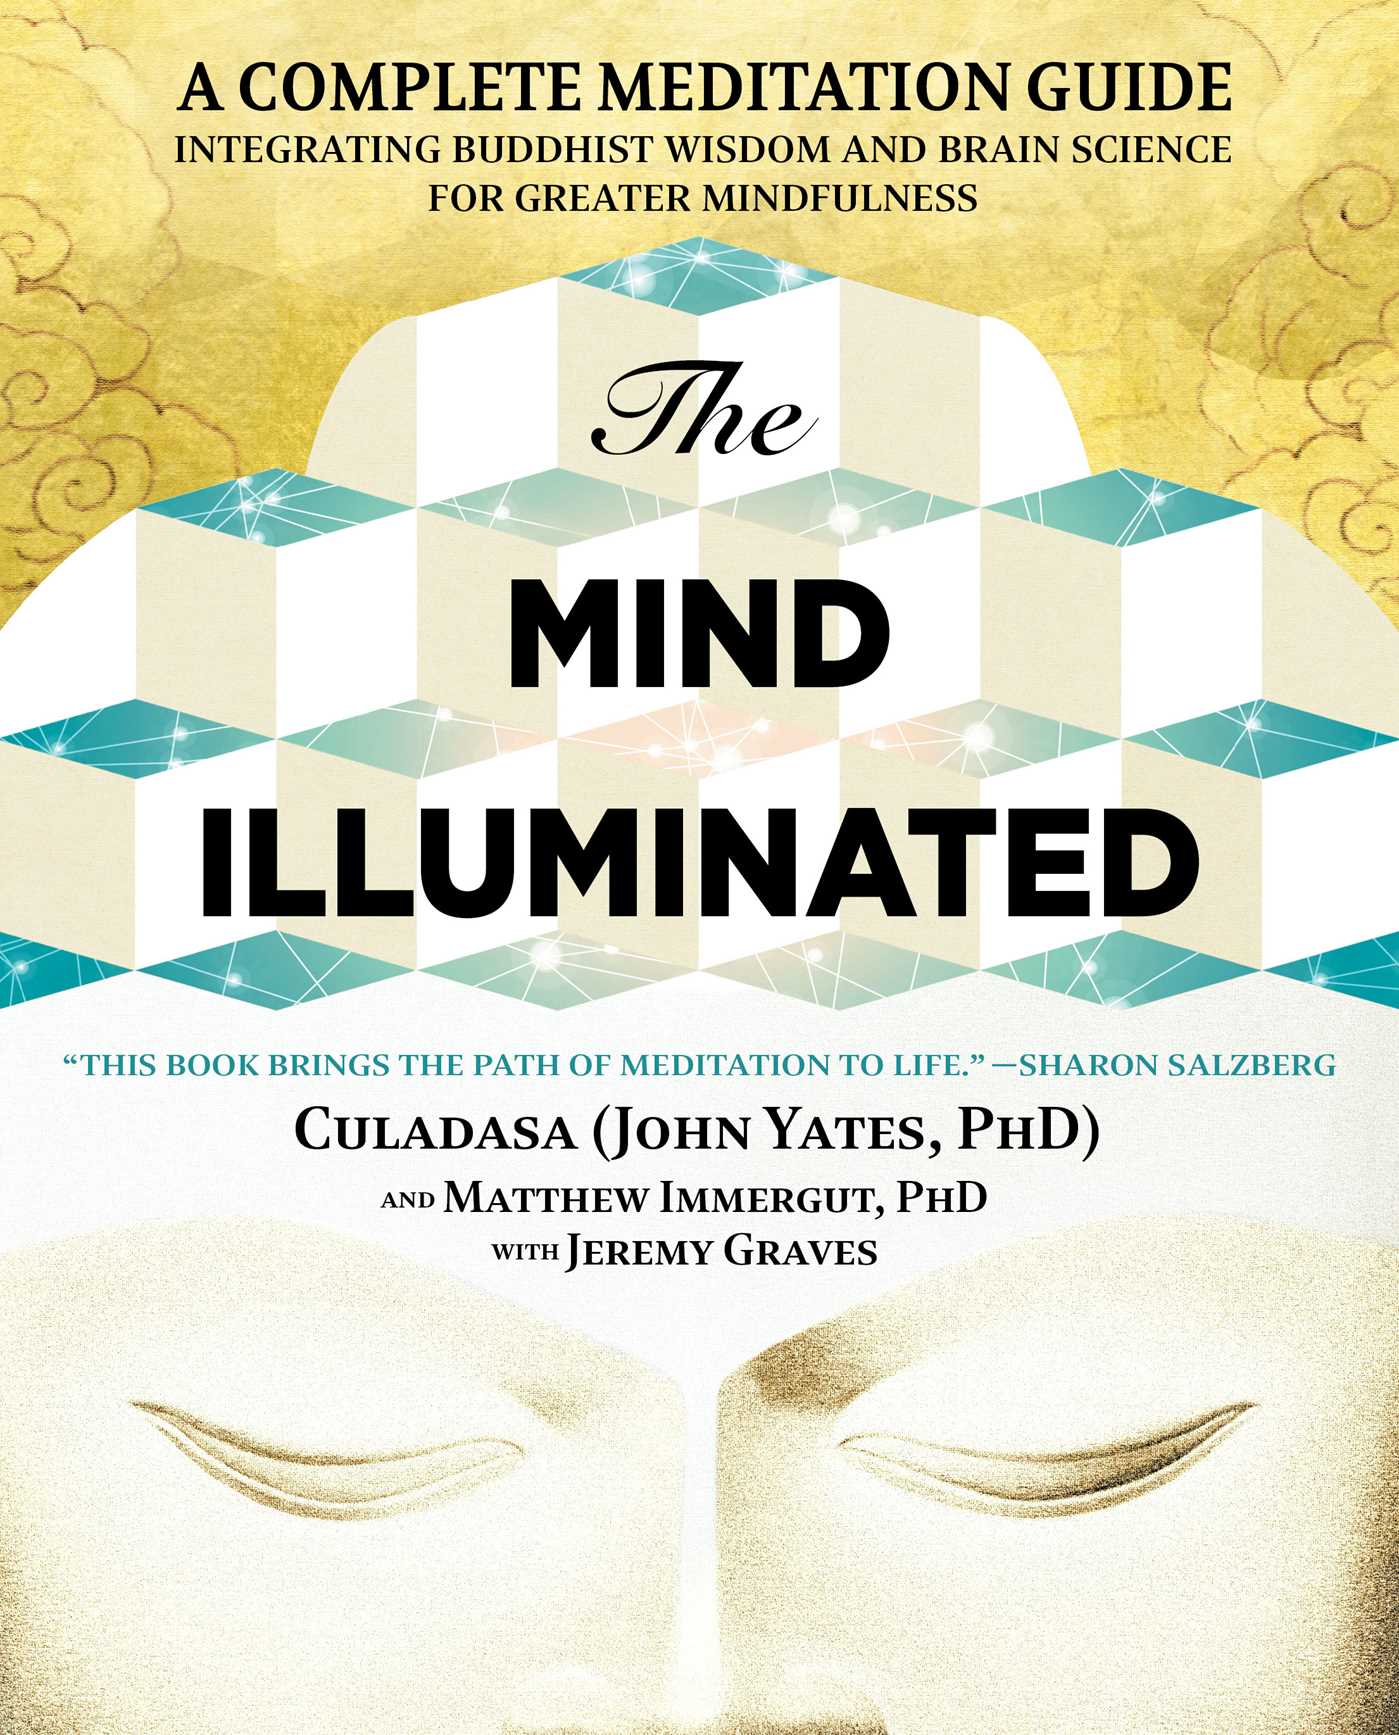 A COMPLETE MEDITATION GUIDE
INTEGRATING BUDDHIST WISDOM AND BRAIN SCIENCE
FOR GREATER MINDFULNESS
The
MIND
ILLUMINATED
“THIS BOOK BRINGS THE PATH OF MEDITATION TO LIFE.” —SHARON SALZBERG
CULADASA (JOHN YATES, PHD)
AND MATTHEW IMMERGUT, PHD
WITH JEREMY GRAVES